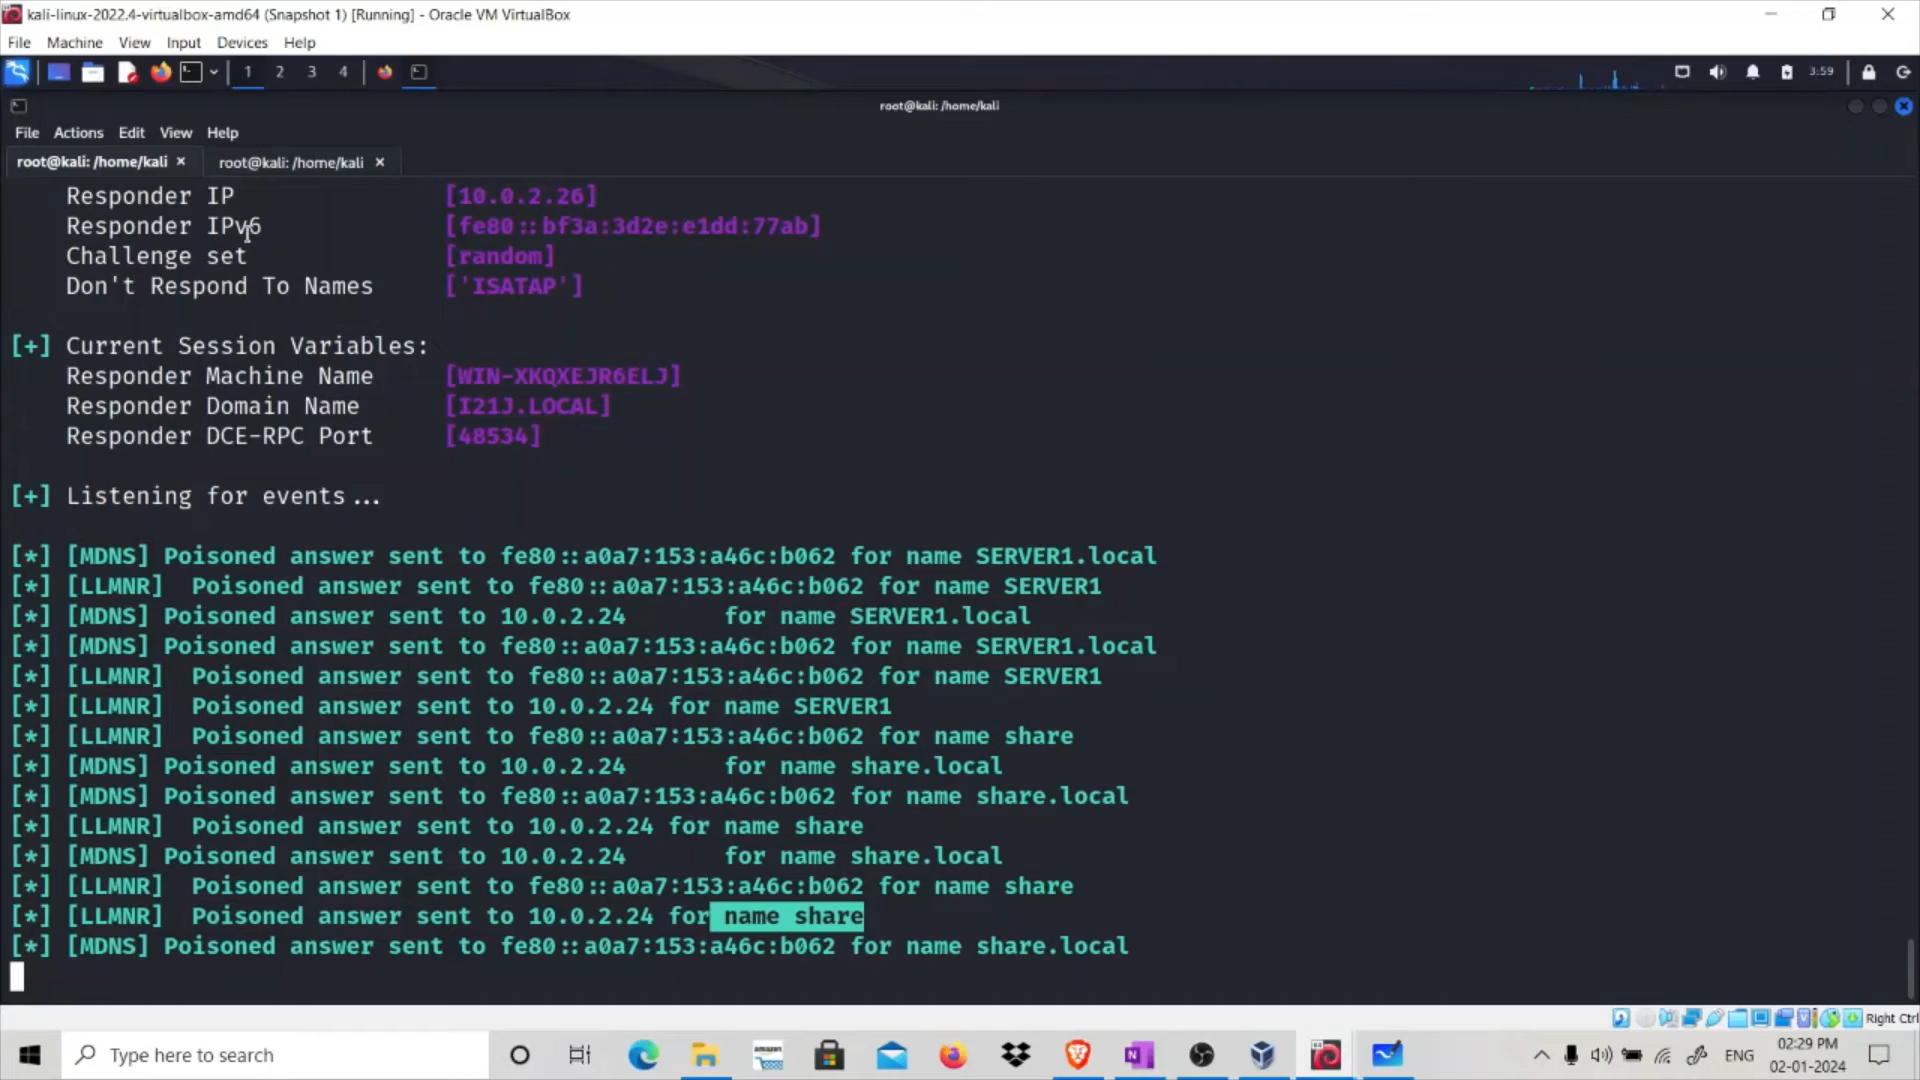 kali-linux-2022.4-virtualbox-amd64 (Snapshot 1) [Running] - Oracle VM VirtualBox
File Machine View Input Devices Help
1 2 3 4 3:59
root@kali: /home/kali
File Actions Edit View Help
root@kali: /home/kali × root@kali: /home/kali ×
Responder IP [10.0.2.26]
Responder IPv6 [fe80::bf3a:3d2e:e1dd:77ab]
Challenge set [random]
Don't Respond To Names ['ISATAP']
[+] Current Session Variables:
Responder Machine Name [WIN-XKQXEJR6ELJ]
Responder Domain Name [I21J.LOCAL]
Responder DCE-RPC Port [48534]
[+] Listening for events...
[*] [MDNS] Poisoned answer sent to fe80::a0a7:153:a46c:b062 for name SERVER1.local
[*] [LLMNR] Poisoned answer sent to fe80::a0a7:153:a46c:b062 for name SERVER1
[*] [MDNS] Poisoned answer sent to 10.0.2.24 for name SERVER1.local
[*] [MDNS] Poisoned answer sent to fe80::a0a7:153:a46c:b062 for name SERVER1.local
[*] [LLMNR] Poisoned answer sent to fe80::a0a7:153:a46c:b062 for name SERVER1
[*] [LLMNR] Poisoned answer sent to 10.0.2.24 for name SERVER1
[*] [LLMNR] Poisoned answer sent to fe80::a0a7:153:a46c:b062 for name share
[*] [MDNS] Poisoned answer sent to 10.0.2.24 for name share.local
[*] [MDNS] Poisoned answer sent to fe80::a0a7:153:a46c:b062 for name share.local
[*] [LLMNR] Poisoned answer sent to 10.0.2.24 for name share
[*] [MDNS] Poisoned answer sent to 10.0.2.24 for name share.local
[*] [LLMNR] Poisoned answer sent to fe80::a0a7:153:a46c:b062 for name share
[*] [LLMNR] Poisoned answer sent to 10.0.2.24 for name share
[*] [MDNS] Poisoned answer sent to fe80::a0a7:153:a46c:b062 for name share.local
Right Ctrl
Type here to search
amazon
ENG
02:29 PM
02-01-2024